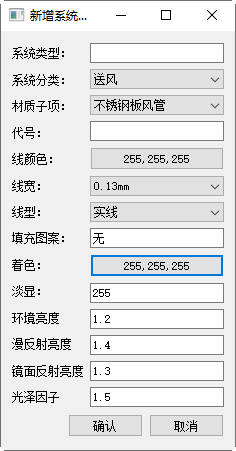 新增系统...
系统类型:
系统分类: 送风
材质子项: 不锈钢板风管
代号:
线颜色: 255,255,255
线宽: 0.13mm
线型: 实线
填充图案: 无
着色: 255,255,255
淡显: 255
环境亮度 1.2
漫反射亮度 1.4
镜面反射亮度 1.3
光泽因子 1.5
确认 取消